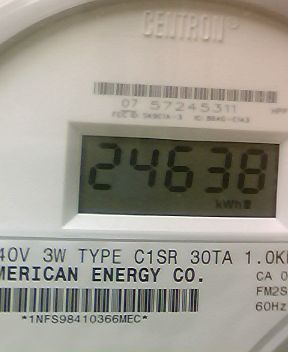 CENTRON®
07 57245311
24638
kWh
40V 3W TYPE C1SR 30TA 1.0K
MERICAN ENERGY CO.
CA 0
FM2S
60Hz
*1NFS98410366MEC*